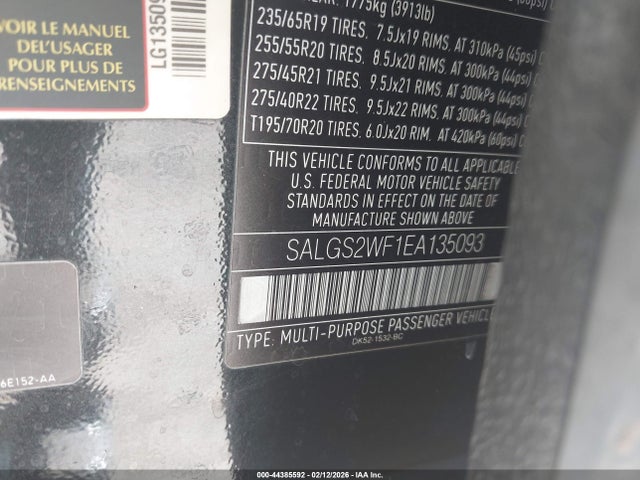 VOIR LE MANUEL
DEL'USAGER
POUR PLUS DE
RENSEIGNEMENTS
LG135093
1775kg (3913lb)
235/65R19 TIRES. 7.5Jx19 RIMS. AT 310kPa (45psi)
255/55R20 TIRES. 8.5Jx20 RIMS. AT 300kPa (44psi)
275/45R21 TIRES. 9.5Jx21 RIMS. AT 300kPa (44psi)
275/40R22 TIRES. 9.5Jx22 RIMS. AT 300kPa (44psi)
T195/70R20 TIRES. 6.0Jx20 RIM. AT 420kPa (60psi)
THIS VEHICLE CONFORMS TO ALL APPLICABLE
U.S. FEDERAL MOTOR VEHICLE SAFETY
STANDARDS IN EFFECT ON THE DATE OF
MANUFACTURE SHOWN ABOVE
SALGS2WF1EA135093
TYPE: MULTI-PURPOSE PASSENGER VEHICLE
DK52-1532-BC
6E152-AA
000-44385592 - 02/12/2026 - IAA Inc.